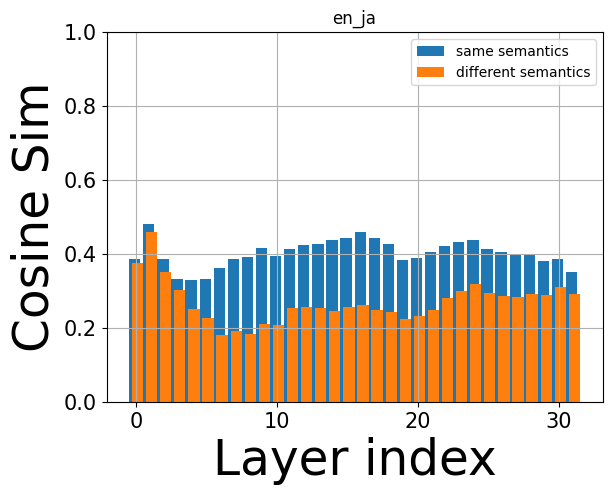 en_ja
same semantics
different semantics
Cosine Sim
1.0
0.8
0.6
0.4
0.2
0.0
0 10 20 30
Layer index